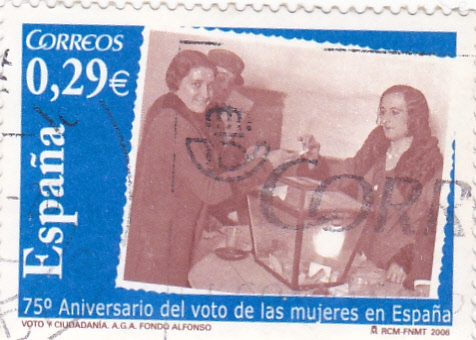 CORREOS
0,29€
España
CORR
75º Aniversario del voto de las mujeres en España
VOTO Y CIUDADANÍA. A.G.A. FONDO ALFONSO
RCM-FNMT 2006